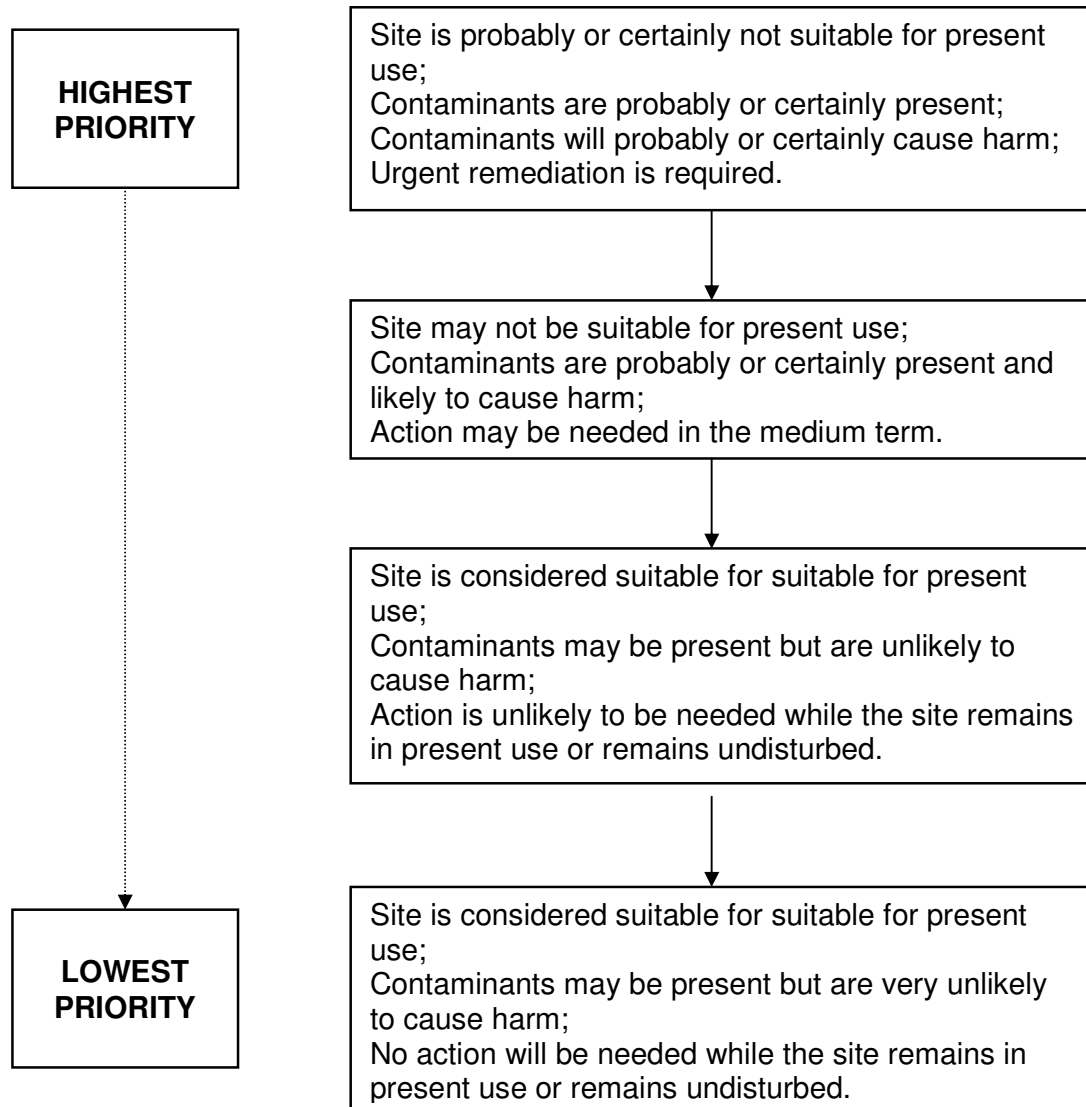 HIGHEST
PRIORITY
Site is probably or certainly not suitable for present
use;
Contaminants are probably or certainly present;
Contaminants will probably or certainly cause harm;
Urgent remediation is required.
Site may not be suitable for present use;
Contaminants are probably or certainly present and
likely to cause harm;
Action may be needed in the medium term.
Site is considered suitable for suitable for present
use;
Contaminants may be present but are unlikely to
cause harm;
Action is unlikely to be needed while the site remains
in present use or remains undisturbed.
LOWEST
PRIORITY
Site is considered suitable for suitable for present
use;
Contaminants may be present but are very unlikely
to cause harm;
No action will be needed while the site remains in
present use or remains undisturbed.